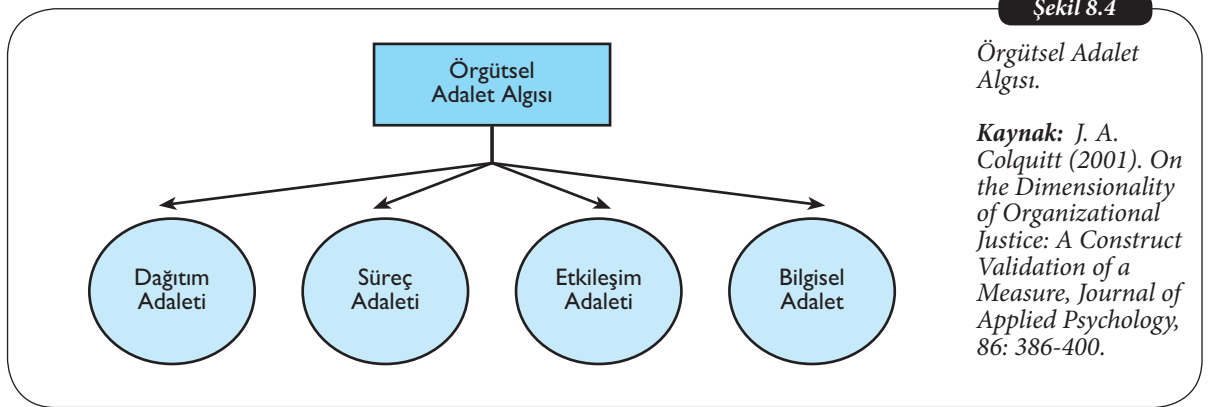 Şekil 8.4
Örgütsel
Adalet Algısı
Dağıtım
Adaleti
Süreç
Adaleti
Etkileşim
Adaleti
Bilgisel
Adalet
Örgütsel Adalet
Algısı.
Kaynak: J. A.
Colquitt (2001). On
the Dimensionality
of Organizational
Justice: A Construct
Validation of a
Measure, Journal of
Applied Psychology,
86: 386-400.